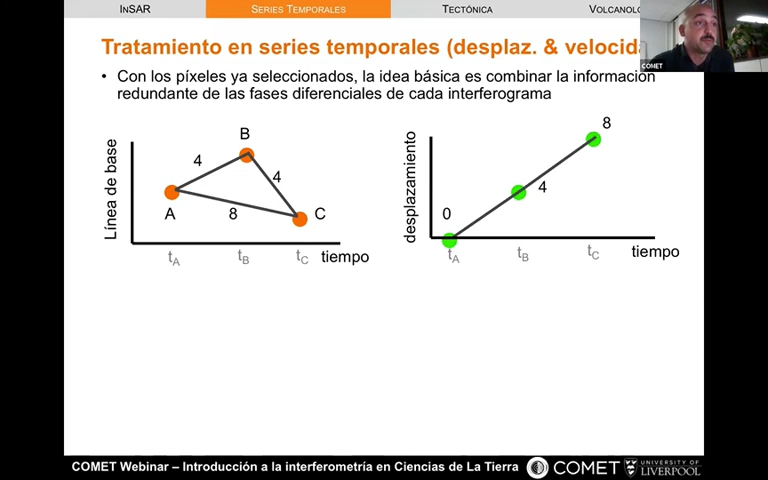 InSAR
Series Temporales
Tectónica
Tratamiento en series temporales (desplaz. &
COMET
• Con los píxeles ya seleccionados, la idea básica es combinar la información
redundante de las fases diferenciales de cada interferograma
Línea de base
B
4
4
A
8
C
tA
tB
tC
tiempo
desplazamiento
8
4
0
tA
tB
tC
tiempo
COMET Webinar – Introducción a la interferometría en Ciencias de La Tierra
COMET
UNIVERSITY OF
LIVERPOOL